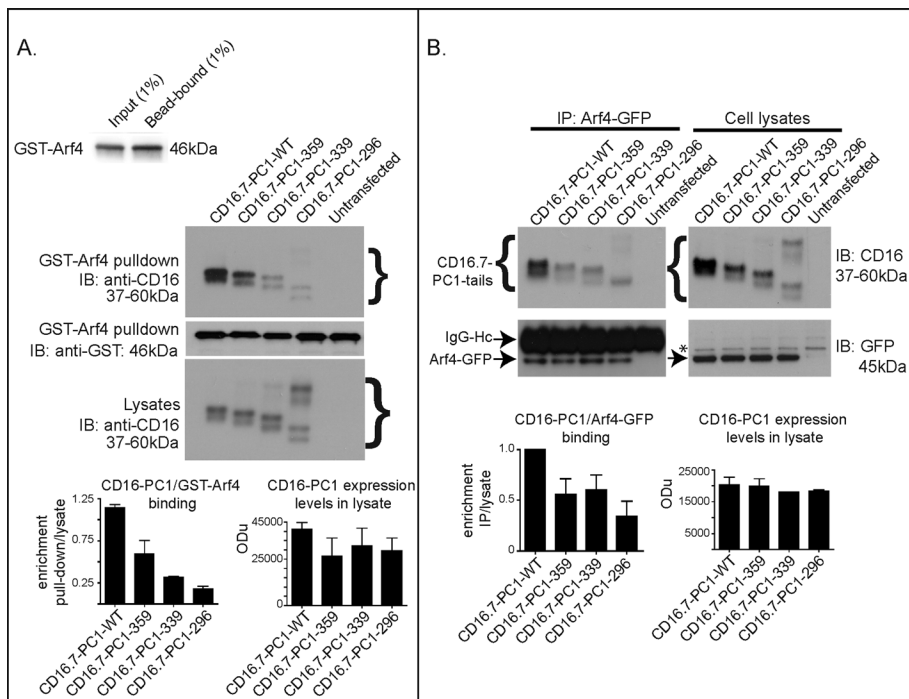 A.
Input (1%)
Bead-bound (1%)
GST-Arf4
46kDa
CD16.7-PC1-WT
CD16.7-PC1-359
CD16.7-PC1-339
CD16.7-PC1-296
Untransfected
GST-Arf4 pulldown
IB: anti-CD16
37-60kDa
}
GST-Arf4 pulldown
IB: anti-GST: 46kDa
Lysates
IB: anti-CD16
37-60kDa
}
CD16-PC1/GST-Arf4
binding
enrichment
pull-down/lysate
1.25
0.75
0.25
CD16.7-PC1-WT
CD16.7-PC1-359
CD16.7-PC1-339
CD16.7-PC1-296
CD16-PC1 expression
levels in lysate
ODu
45000
25000
0
CD16.7-PC1-WT
CD16.7-PC1-359
CD16.7-PC1-339
CD16.7-PC1-296
B.
IP: Arf4-GFP
Cell lysates
CD16.7-PC1-WT
CD16.7-PC1-359
CD16.7-PC1-339
CD16.7-PC1-296
Untransfected
CD16.7-PC1-WT
CD16.7-PC1-359
CD16.7-PC1-339
CD16.7-PC1-296
Untransfected
CD16.7-
PC1-tails
{
{
IB: CD16
37-60kDa
IgG-Hc
Arf4-GFP
*
IB: GFP
45kDa
CD16-PC1/Arf4-GFP
binding
enrichment
IP/lysate
1.0
0.5
0
CD16.7-PC1-WT
CD16.7-PC1-359
CD16.7-PC1-339
CD16.7-PC1-296
CD16-PC1 expression
levels in lysate
ODu
25000
15000
0
CD16.7-PC1-WT
CD16.7-PC1-359
CD16.7-PC1-339
CD16.7-PC1-296